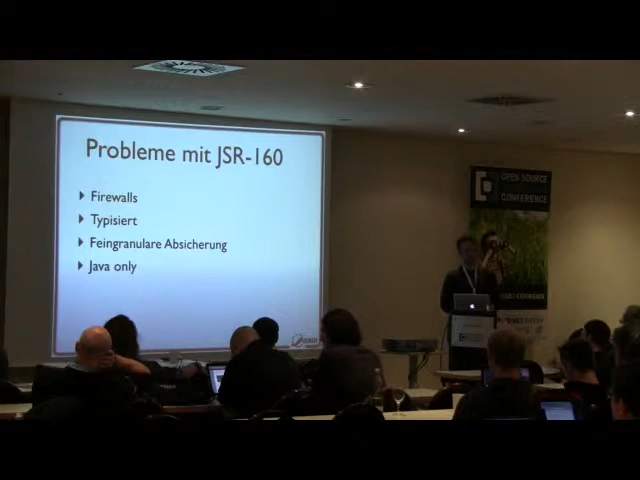 Probleme mit JSR-160
Firewalls
Typisiert
Feingranulare Absicherung
Java only
OPEN SOURCE
CONFERENCE